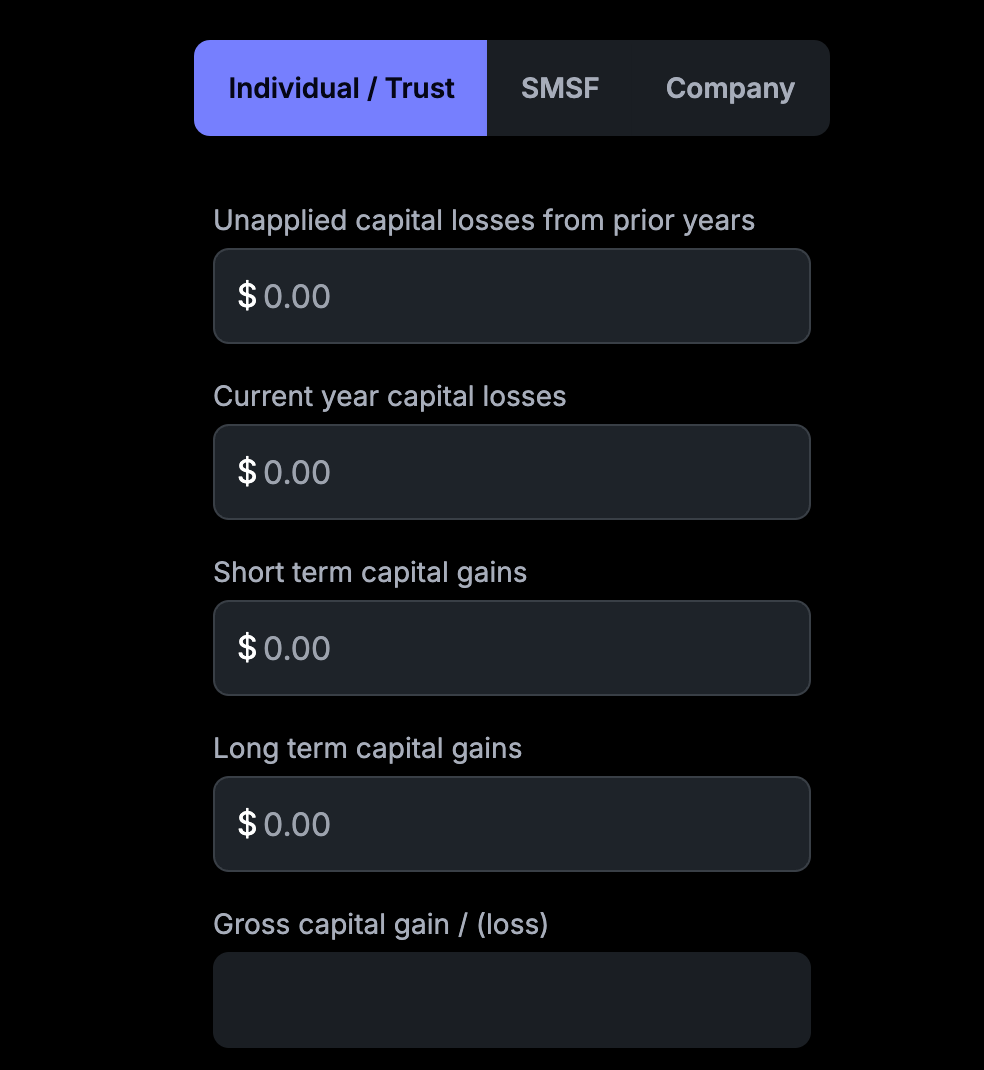 Individual / Trust SMSF Company
Unapplied capital losses from prior years
$ 0.00
Current year capital losses
$ 0.00
Short term capital gains
$ 0.00
Long term capital gains
$ 0.00
Gross capital gain / (loss)